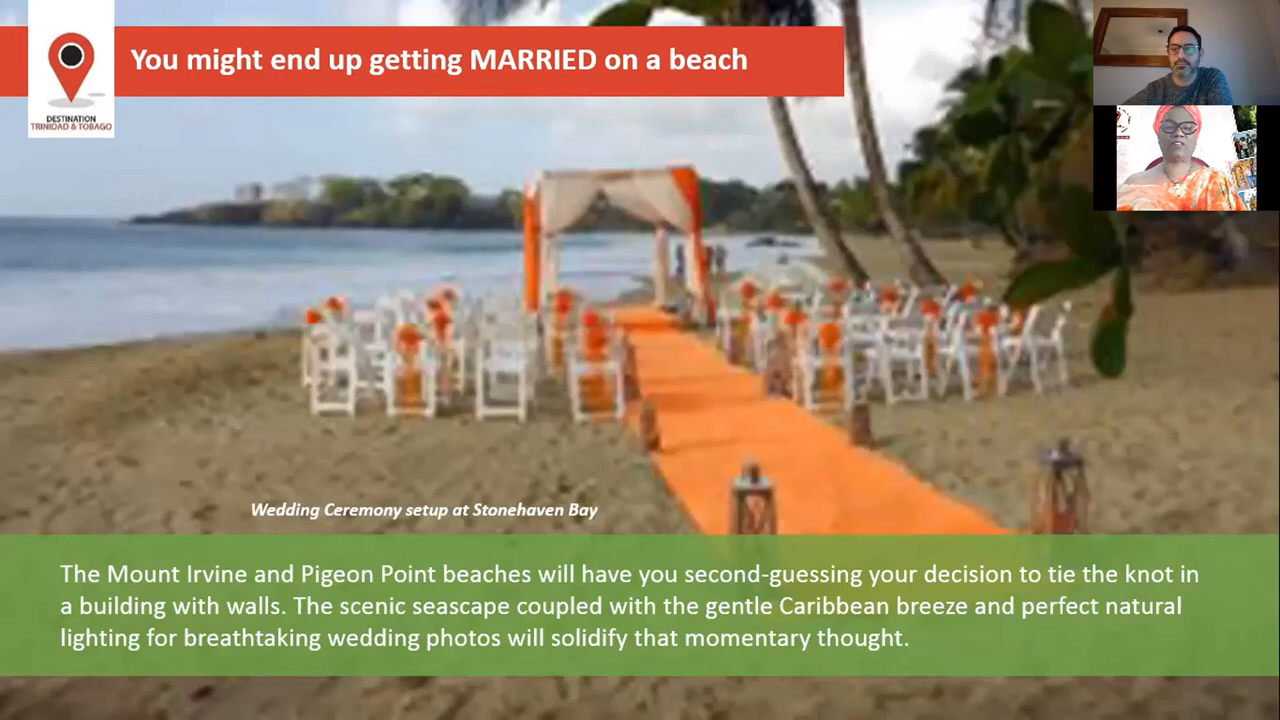 You might end up getting MARRIED on a beach
DESTINATION
TRINIDAD & TOBAGO
Wedding Ceremony setup at Stonehaven Bay
The Mount Irvine and Pigeon Point beaches will have you second-guessing your decision to tie the knot in
a building with walls. The scenic seascape coupled with the gentle Caribbean breeze and perfect natural
lighting for breathtaking wedding photos will solidify that momentary thought.